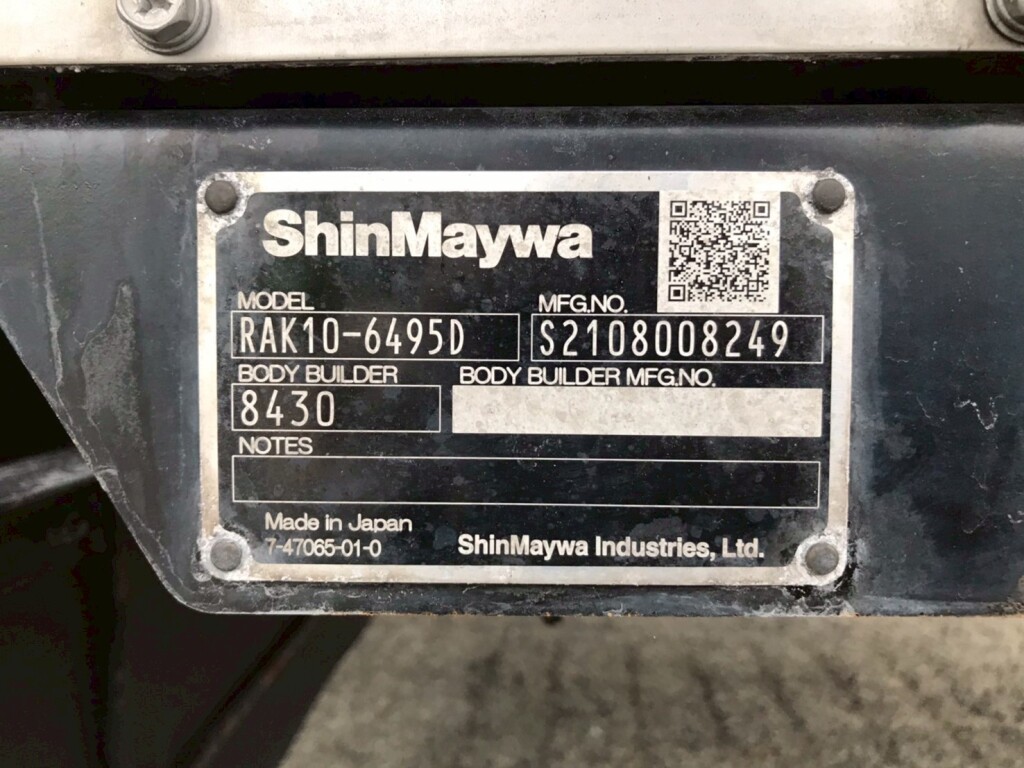 ShinMaywa
MODEL MFG.NO.
RAK10-6495D S2108008249
BODY BUILDER BODY BUILDER MFG.NO.
8430
NOTES
Made in Japan
7-47065-01-0 ShinMaywa Industries, Ltd.